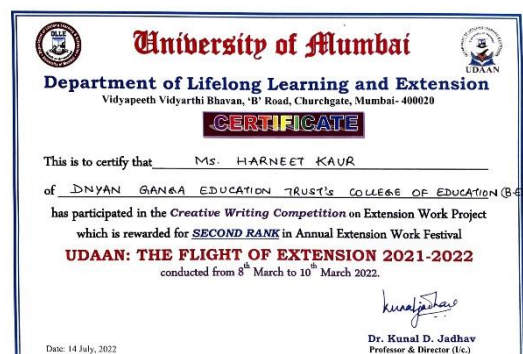 DLLE
University of Mumbai
UDAAN
Department of Lifelong Learning and Extension
Vidyapeeth Vidyarthi Bhavan, ‘B’ Road, Churchgate, Mumbai- 400020
CERTIFICATE
This is to certify that Ms. HARNEET KAUR
of DNYAN GANGA EDUCATION TRUST'S COLLEGE OF EDUCATION (B.E
has participated in the Creative Writing Competition on Extension Work Project
which is rewarded for SECOND RANK in Annual Extension Work Festival
UDAAN: THE FLIGHT OF EXTENSION 2021-2022
conducted from 8th March to 10th March 2022.
kunaljadhav
Dr. Kunal D. Jadhav
Date: 14 July, 2022 Professor & Director (I/c.)